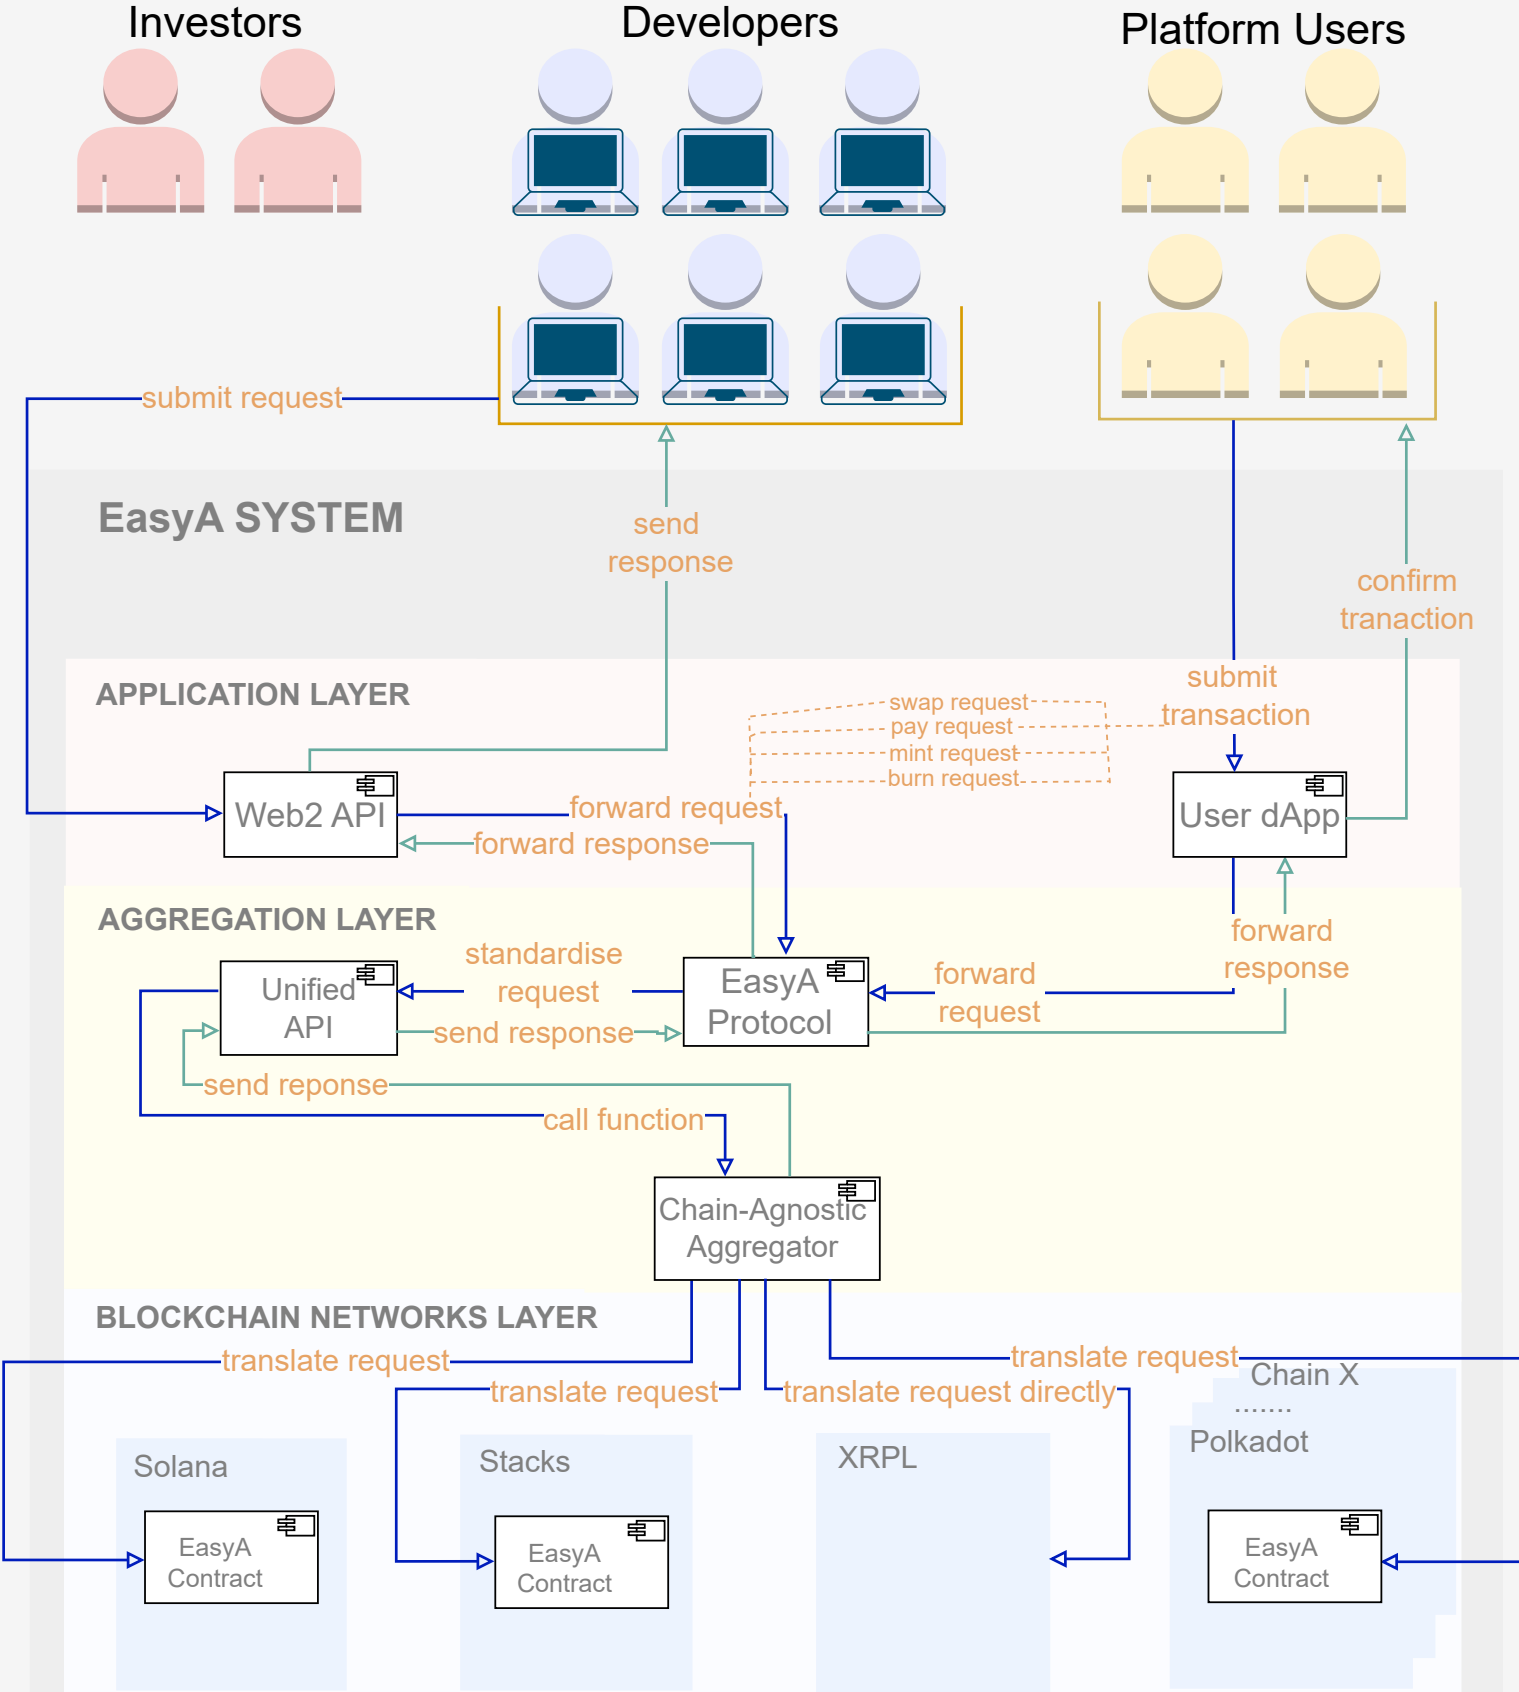 Investors
Developers
Platform Users
submit request
EasyA SYSTEM
send
response
confirm
tranaction
APPLICATION LAYER
submit
transaction
swap request
pay request
mint request
burn request
Web2 API
forward request
forward response
User dApp
AGGREGATION LAYER
standardise
request
Unified
API
send response
EasyA
Protocol
forward
request
forward
response
send reponse
call function
Chain-Agnostic
Aggregator
BLOCKCHAIN NETWORKS LAYER
translate request
translate request
translate request directly
translate request
Chain X
.......
Polkadot
Solana
Stacks
XRPL
EasyA
Contract
EasyA
Contract
EasyA
Contract